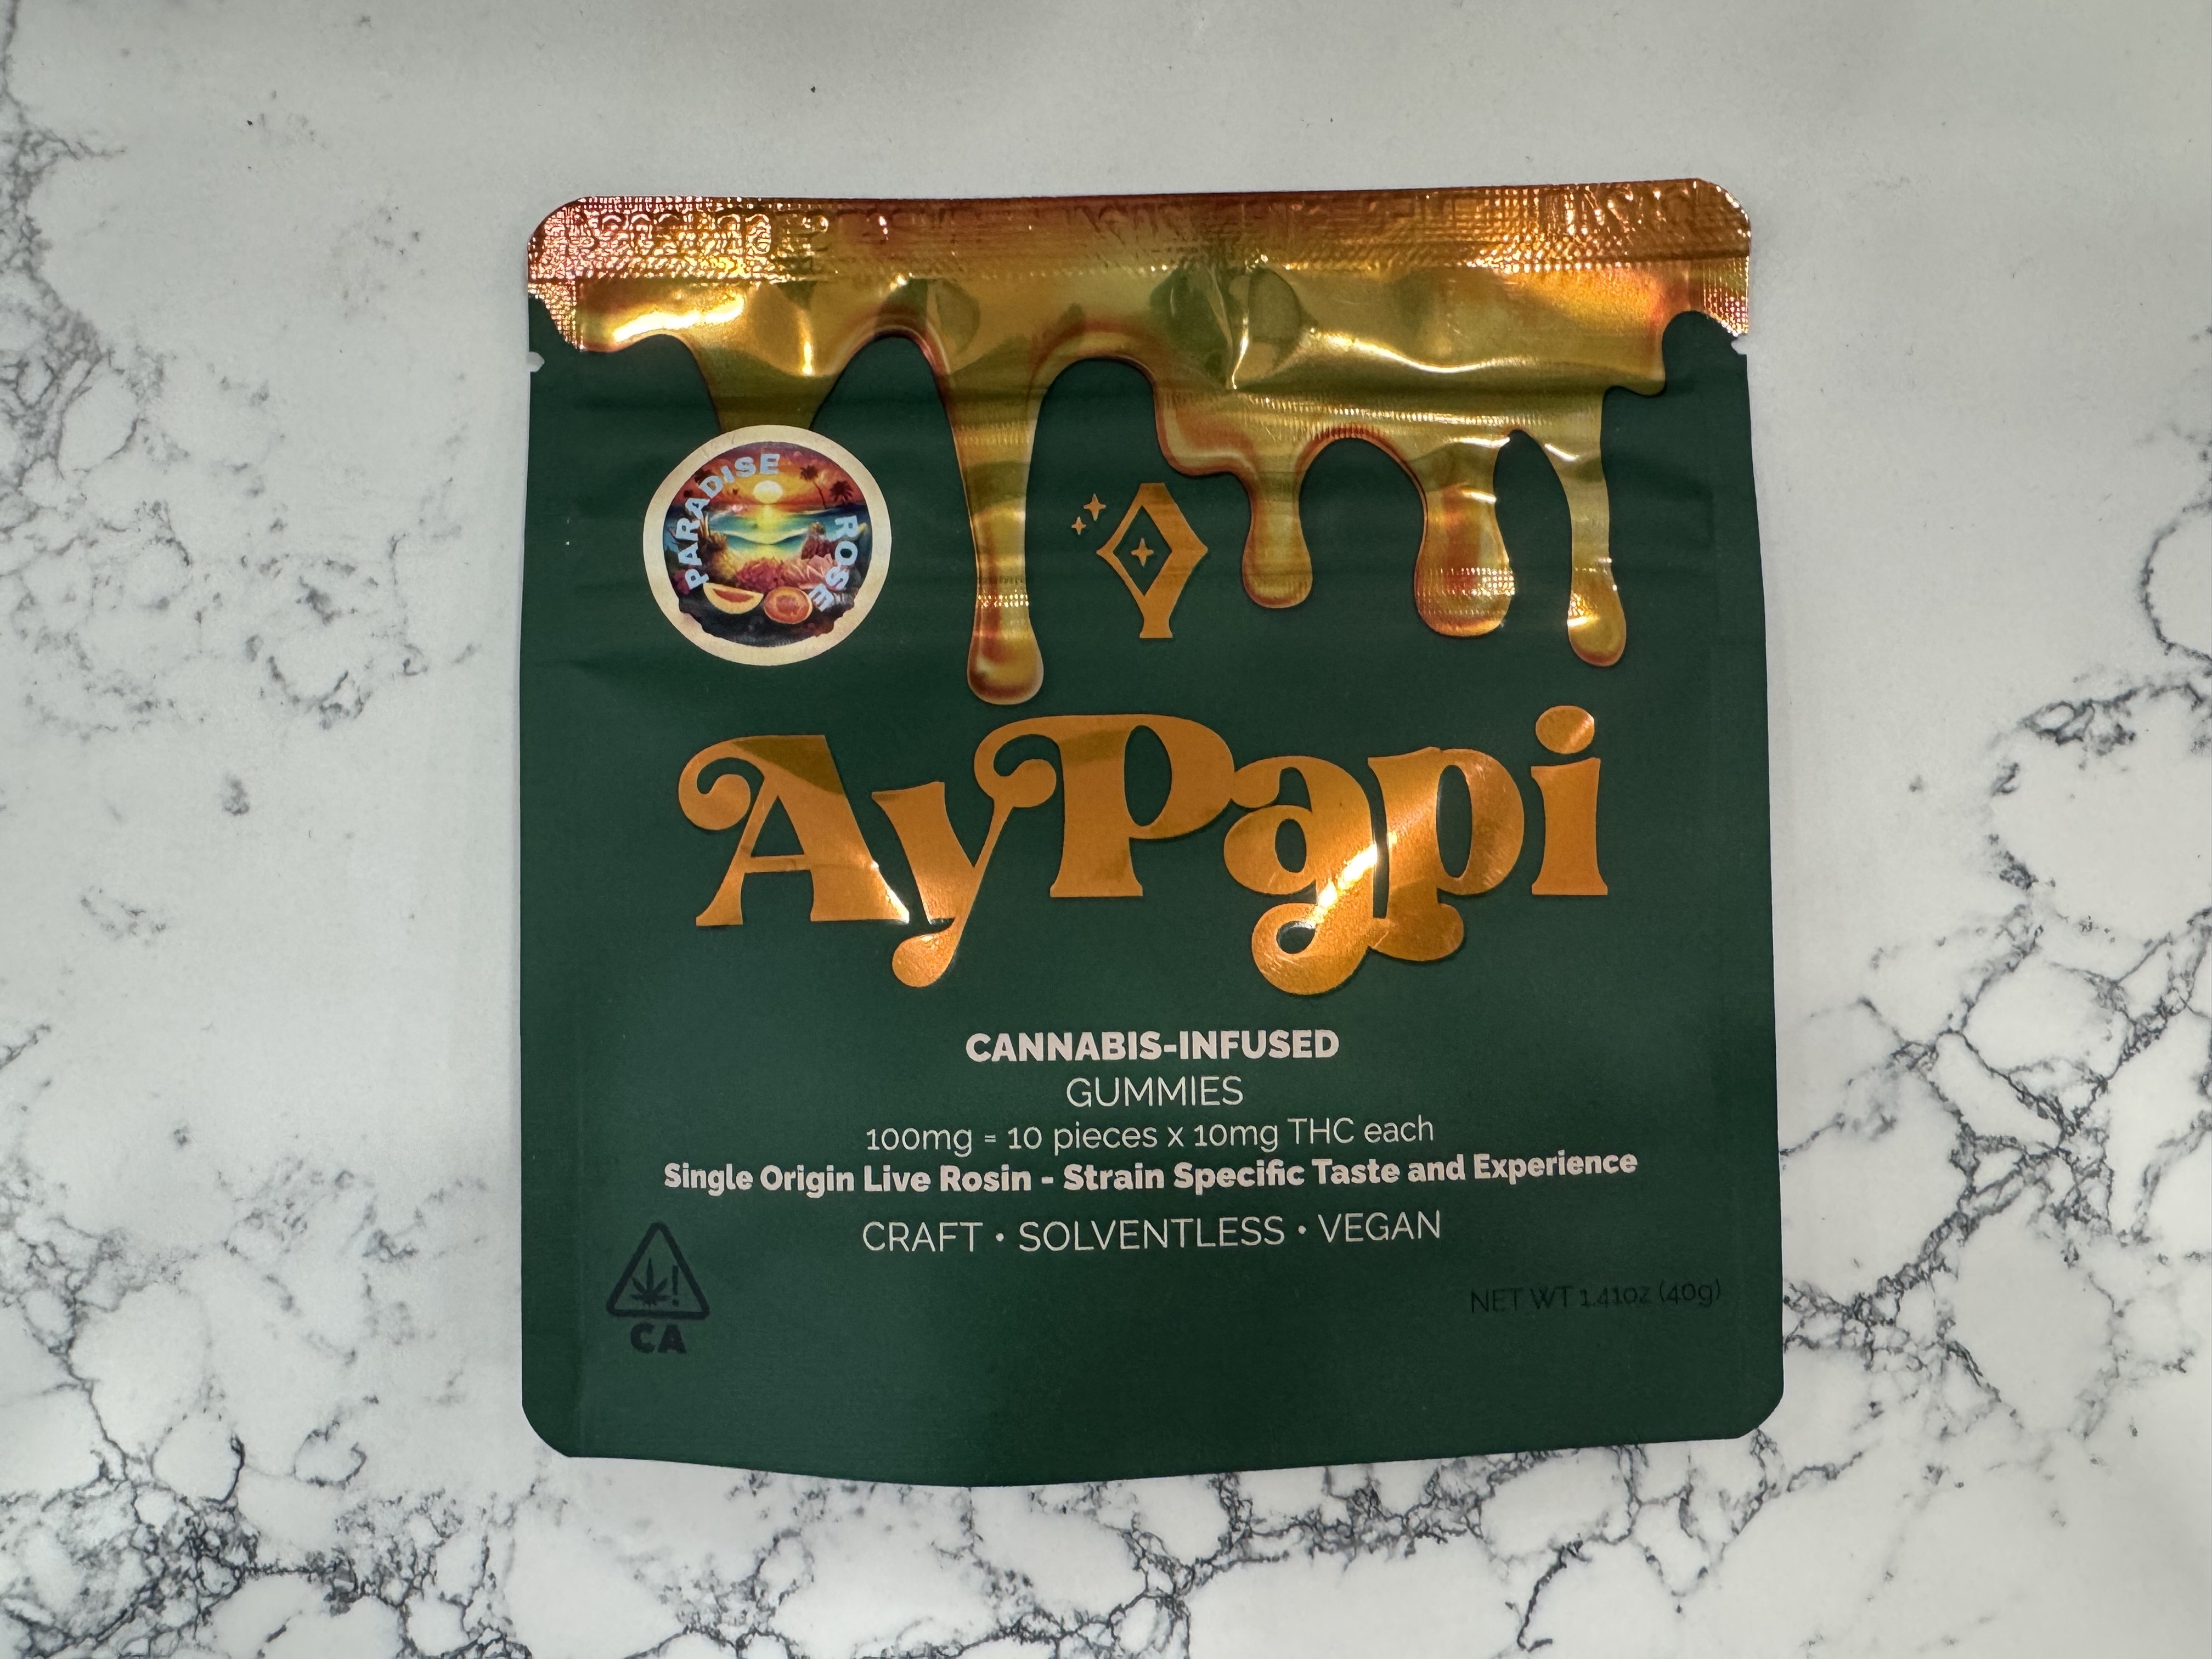 PARADISE ROSE
AyPapi
CANNABIS-INFUSED
GUMMIES
100mg = 10 pieces x 10mg THC each
Single Origin Live Rosin - Strain Specific Taste and Experience
CRAFT • SOLVENTLESS • VEGAN
!
CA
NET WT 1.41oz (40g)